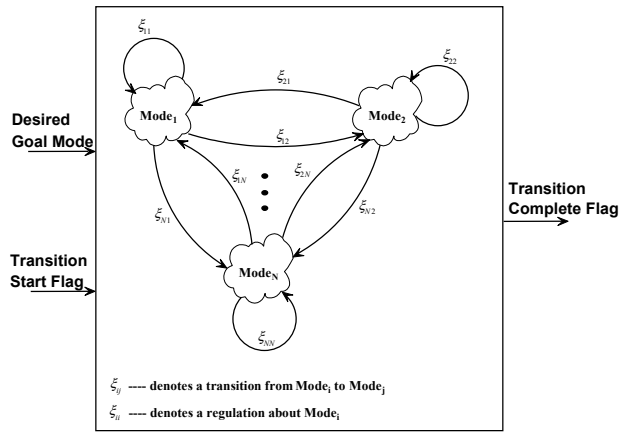 ξ₁₁
ξ₂₂
ξ₂₁
Mode₁
Mode₂
Desired
Goal Mode
ξ₁₂
ξ₁N
ξ₂N
ξN₁
ξN₂
Transition
Complete Flag
Transition
Start Flag
Mode_N
ξNN
ξᵢⱼ ---- denotes a transition from Modeᵢ to Modeⱼ
ξᵢᵢ ---- denotes a regulation about Modeᵢ